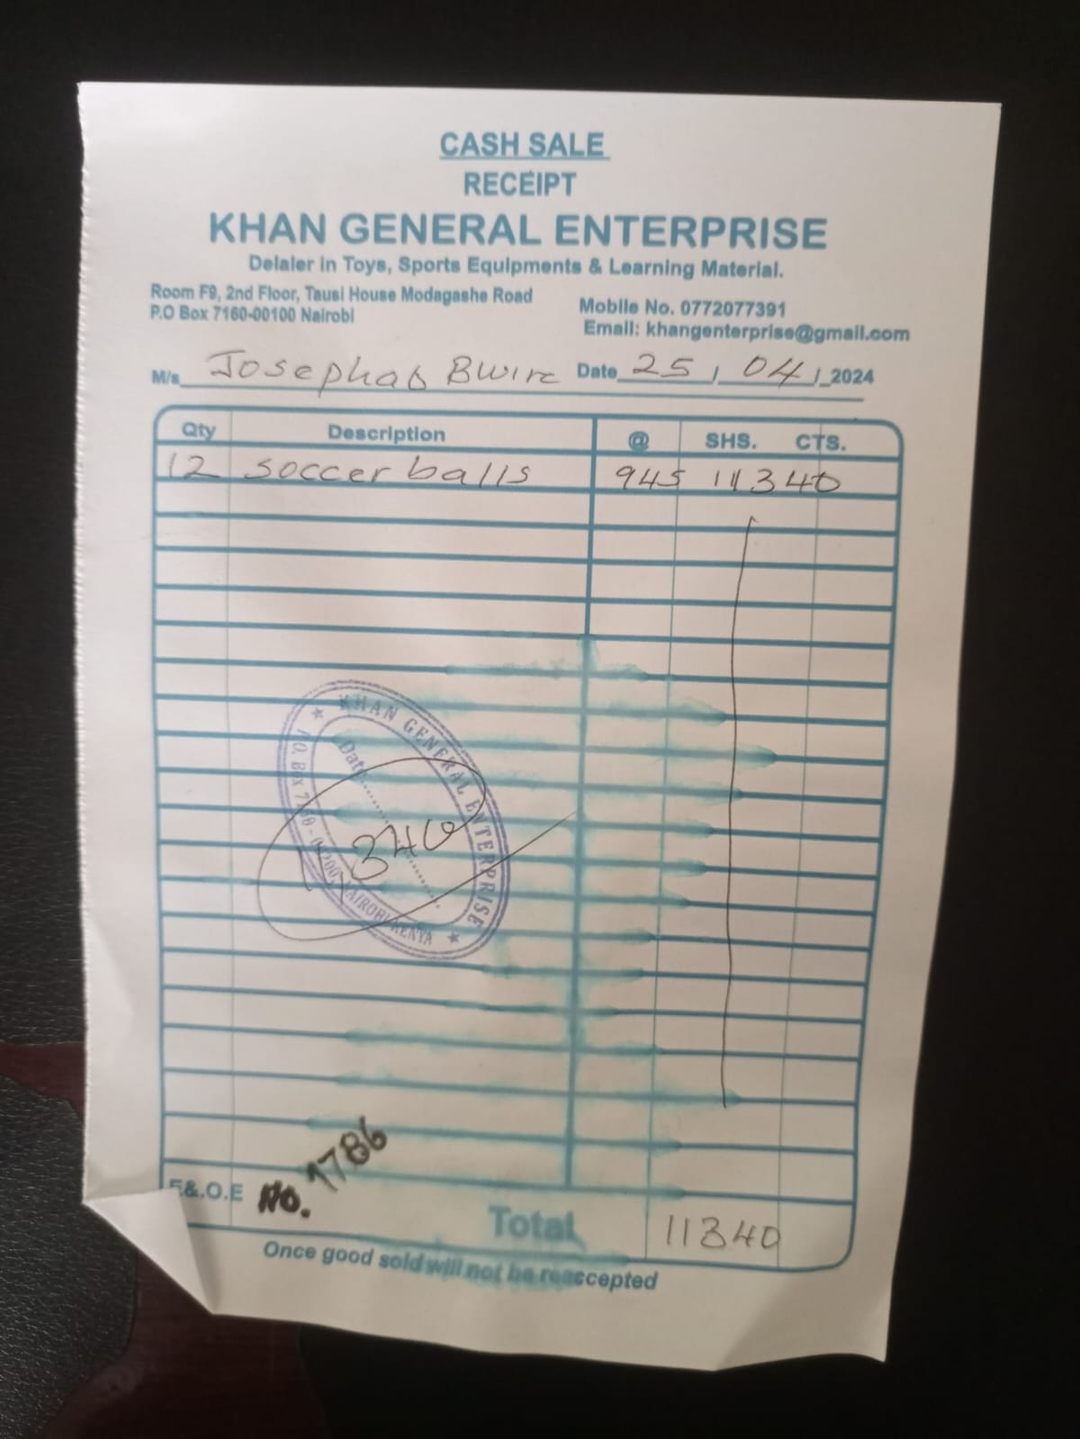 CASH SALE
RECEIPT
KHAN GENERAL ENTERPRISE
Delaler in Toys, Sports Equipments & Learning Material.
Room F9, 2nd Floor, Tausi House Modagashe Road
P.O Box 7160-00100 Nairobi
Mobile No. 0772077391
Email: khangenterprise@gmail.com
M/s Josephas Bwire Date 25 / 04 / 2024
Qty Description @ SHS. CTS.
12 soccer balls 945 11340
KHAN GENERAL ENTERPRISE
Date
340
NAIROBI KENYA
F.&.O.E No. 1786
Total 11340
Once good sold will not be reaccepted